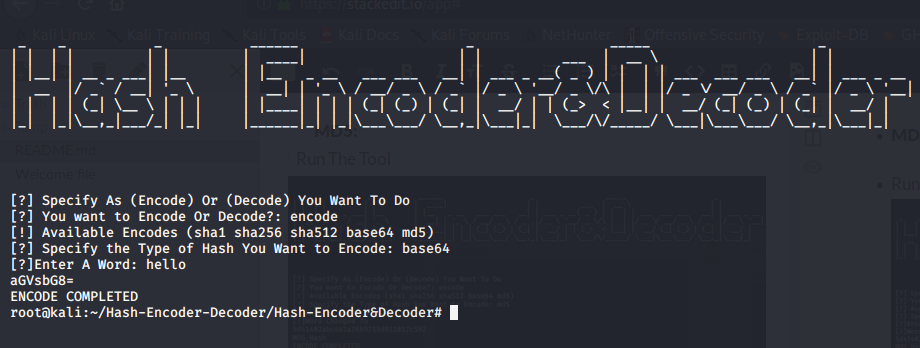 https://stackedit.io/app#
Kali Linux Kali Training Kali Tools Kali Docs Kali Forums NetHunter Offensive Security Exploit-DB GH
Hash Encoder&Decoder
README.md
Welcome file
MD5:
Run The Tool
MD
Run
[?] Specify As (Encode) Or (Decode) You Want To Do
[?] You want to Encode Or Decode?: encode
[!] Available Encodes (sha1 sha256 sha512 base64 md5)
[?] Specify the Type of Hash You Want to Encode: base64
[?]Enter A Word: hello
aGVsbG8=
ENCODE COMPLETED
root@kali:~/Hash-Encoder-Decoder/Hash-Encoder&Decoder#